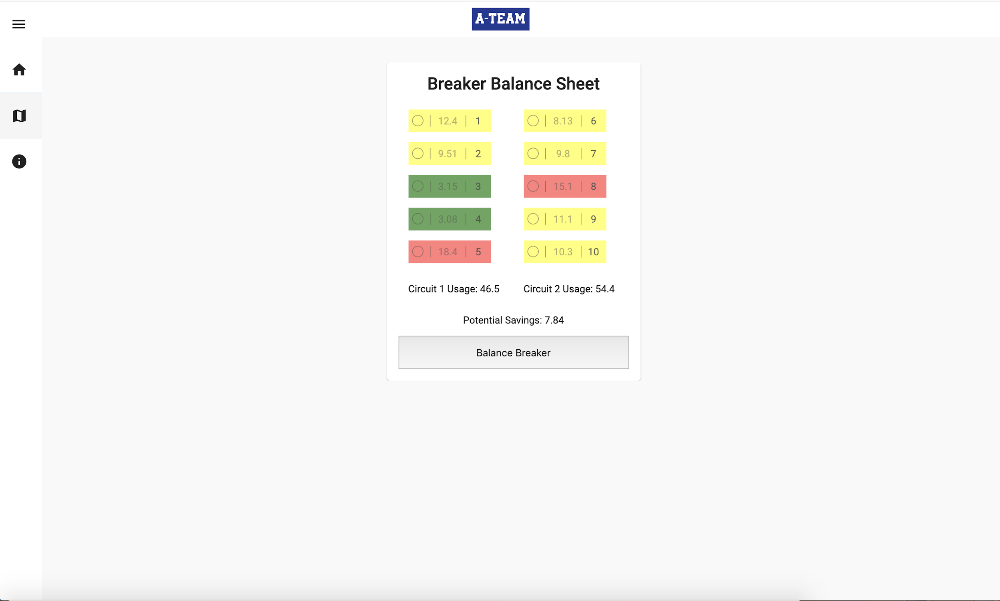 A-TEAM
Breaker Balance Sheet
12.4 | 1
8.13 | 6
9.51 | 2
9.8 | 7
3.15 | 3
15.1 | 8
3.08 | 4
11.1 | 9
18.4 | 5
10.3 | 10
Circuit 1 Usage: 46.5
Circuit 2 Usage: 54.4
Potential Savings: 7.84
Balance Breaker